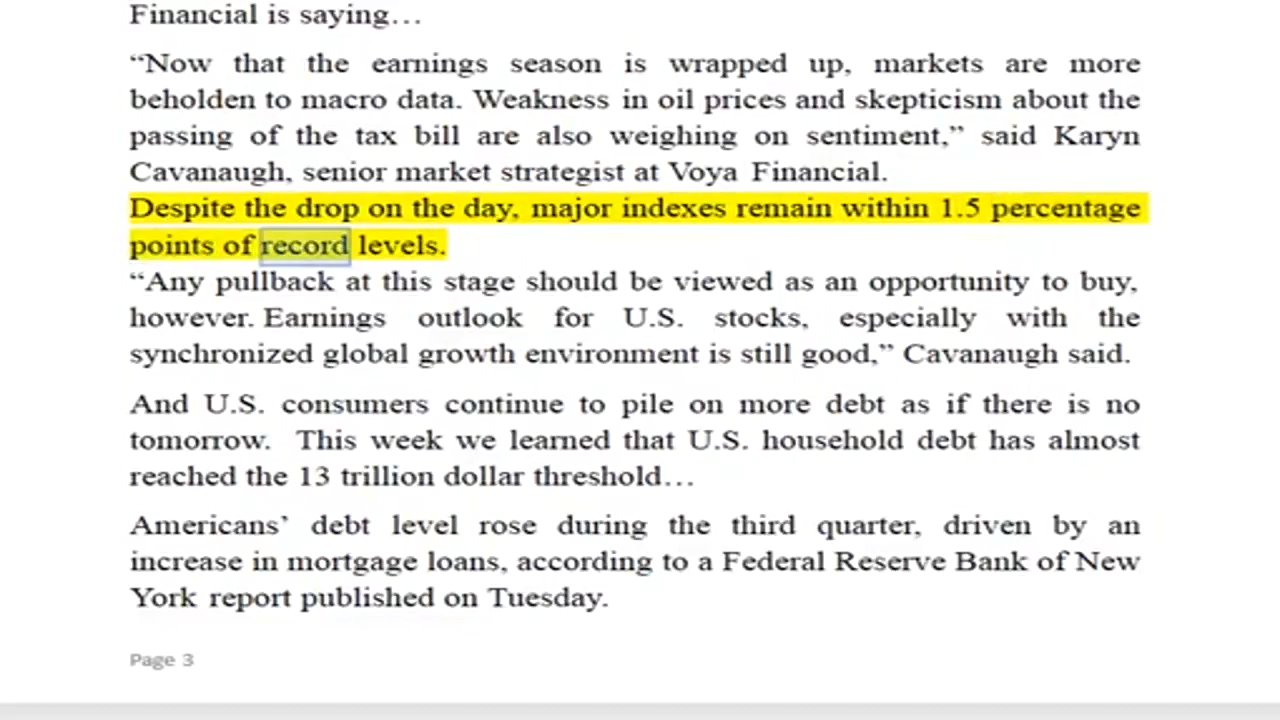 Financial is saying…
“Now that the earnings season is wrapped up, markets are more
beholden to macro data. Weakness in oil prices and skepticism about the
passing of the tax bill are also weighing on sentiment,” said Karyn
Cavanaugh, senior market strategist at Voya Financial.
Despite the drop on the day, major indexes remain within 1.5 percentage
points of record levels.
“Any pullback at this stage should be viewed as an opportunity to buy,
however. Earnings outlook for U.S. stocks, especially with the
synchronized global growth environment is still good,” Cavanaugh said.
And U.S. consumers continue to pile on more debt as if there is no
tomorrow. This week we learned that U.S. household debt has almost
reached the 13 trillion dollar threshold…
Americans’ debt level rose during the third quarter, driven by an
increase in mortgage loans, according to a Federal Reserve Bank of New
York report published on Tuesday.
Page 3